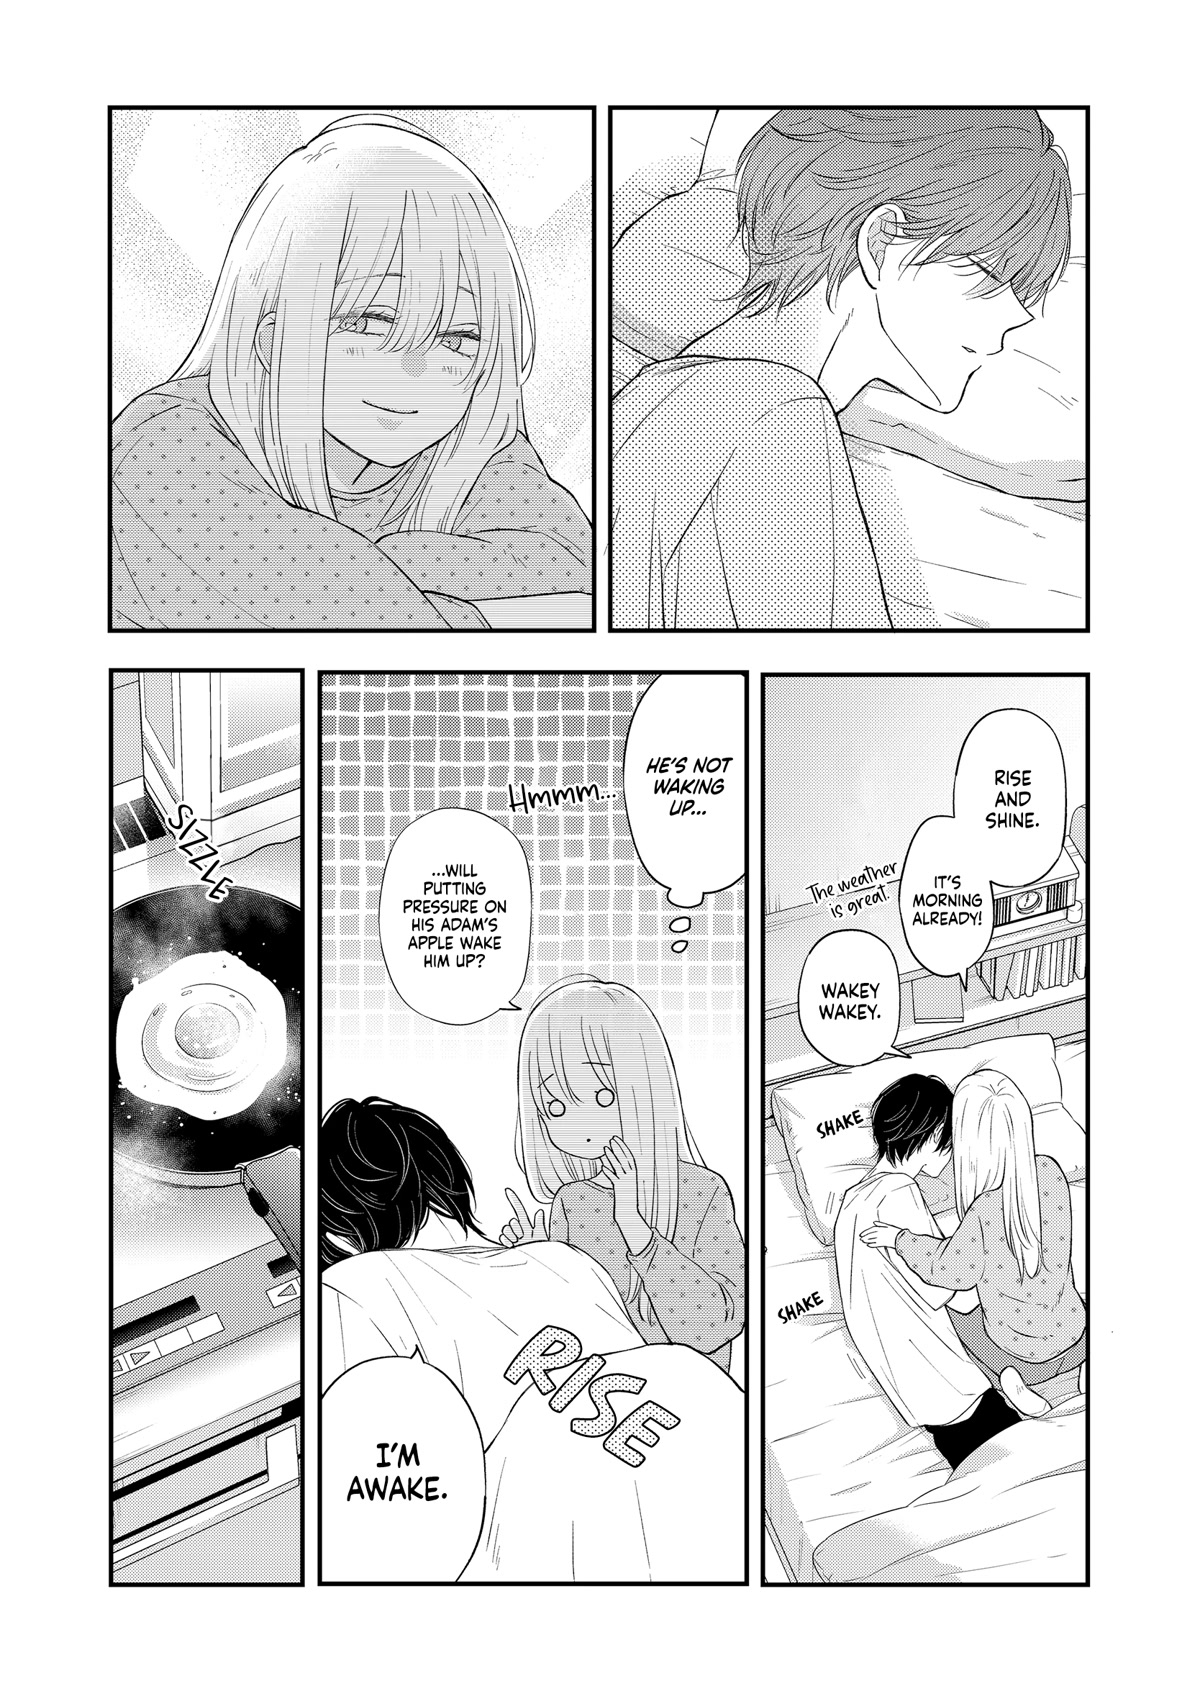 RISE
AND
SHINE.
IT'S
MORNING
ALREADY!
The weather
is great.
WAKEY
WAKEY.
SHAKE
SHAKE
HE'S NOT
WAKING
UP...
Hmmm...
...WILL
PUTTING
PRESSURE ON
HIS ADAM'S
APPLE WAKE
HIM UP?
RISE
I'M
AWAKE.
SIZZLE